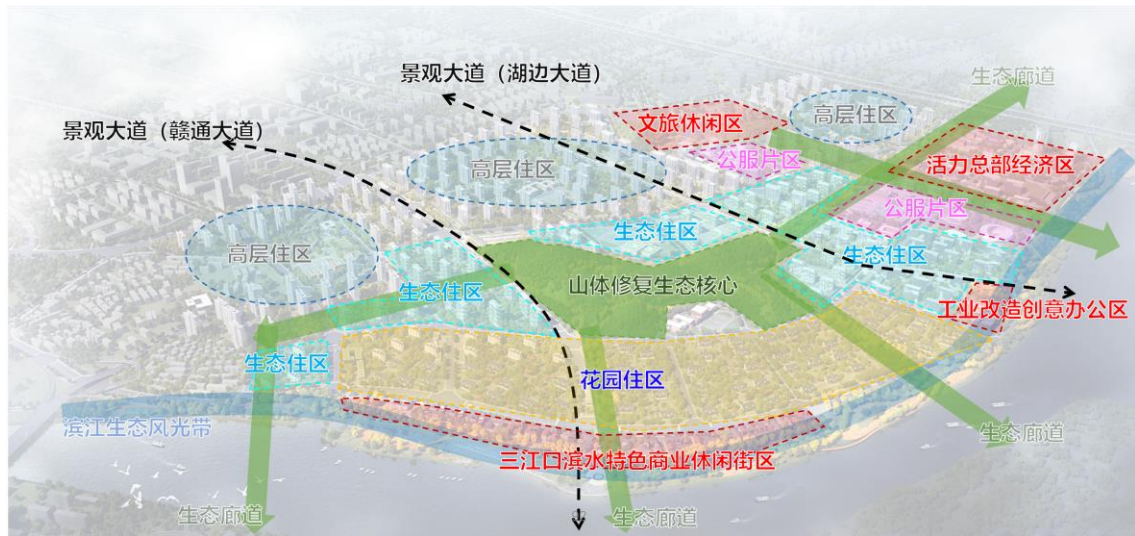 景观大道（湖边大道）
生态廊道
景观大道（赣通大道）
文旅休闲区
高层住区
高层住区
公服片区
活力总部经济区
公服片区
高层住区
生态住区
生态住区
生态住区
山体修复生态核心
工业改造创意办公区
生态住区
花园住区
滨江生态风光带
生态廊道
三江口滨水特色商业休闲街区
生态廊道
生态廊道